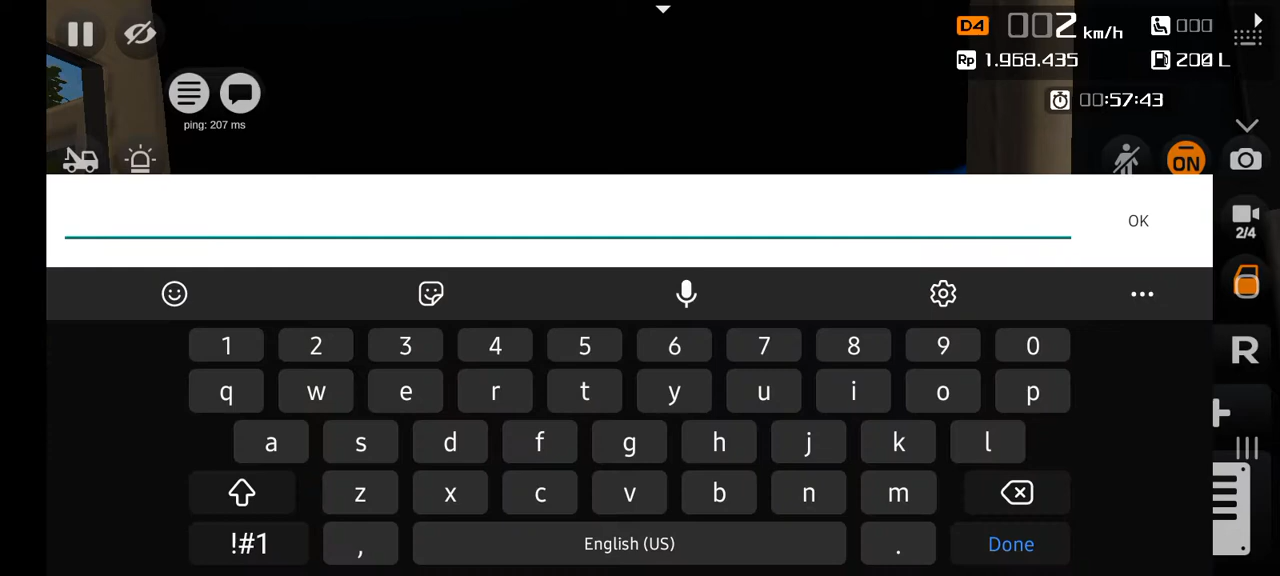 D4 002 km/h 000
Rp 1.968.435 200 L
ping: 207 ms
00:57:43
ON
OK
2/4
1 2 3 4 5 6 7 8 9 0
q w e r t y u i o p
R
a s d f g h j k l
z x c v b n m
!#1 , English (US) . Done